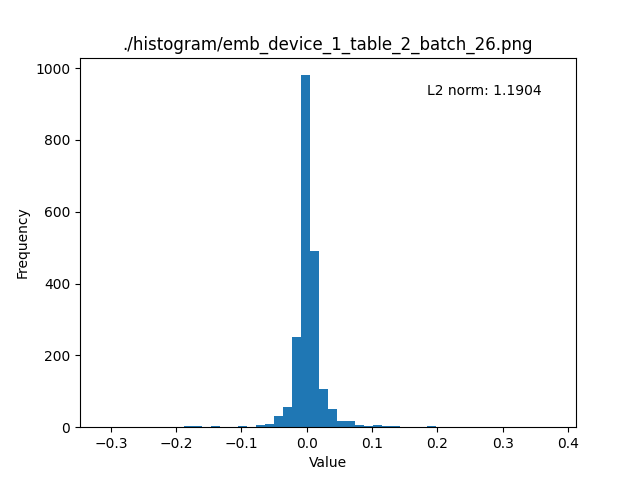 ./histogram/emb_device_1_table_2_batch_26.png
L2 norm: 1.1904
1000
800
600
400
200
0
Frequency
−0.3 −0.2 −0.1 0.0 0.1 0.2 0.3 0.4
Value